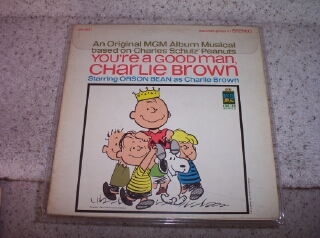 STEREO
An Original MGM Album Musical
based on Charles Schulz' Peanuts
YOU'RE A GOOD MAN,
CHARLIE BROWN
Starring ORSON BEAN as Charlie Brown